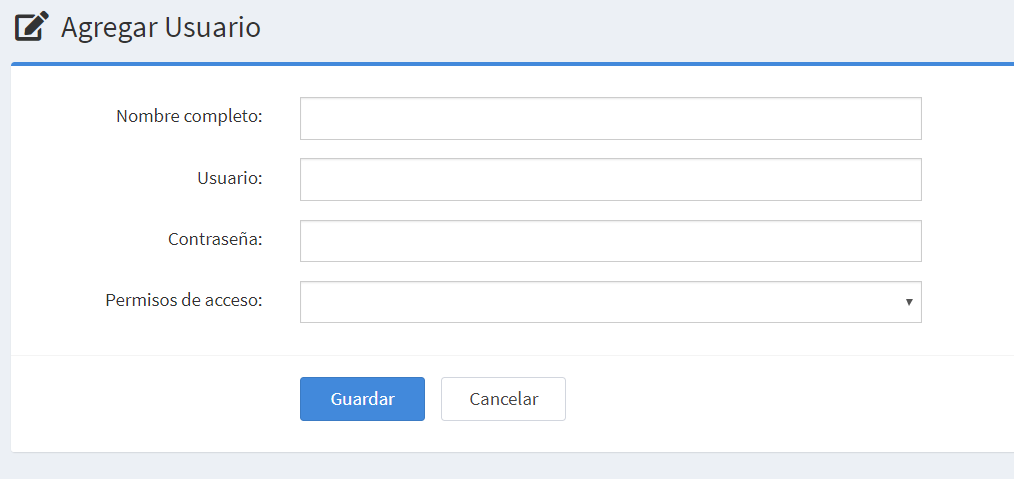 Agregar Usuario
Nombre completo:
Usuario:
Contraseña:
Permisos de acceso:
Guardar Cancelar